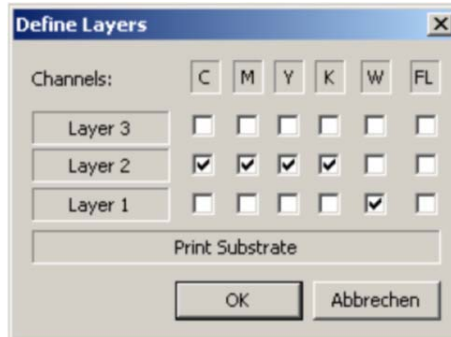 Define Layers
Channels: C M Y K W FL
Layer 3
Layer 2
Layer 1
Print Substrate
OK Abbrechen